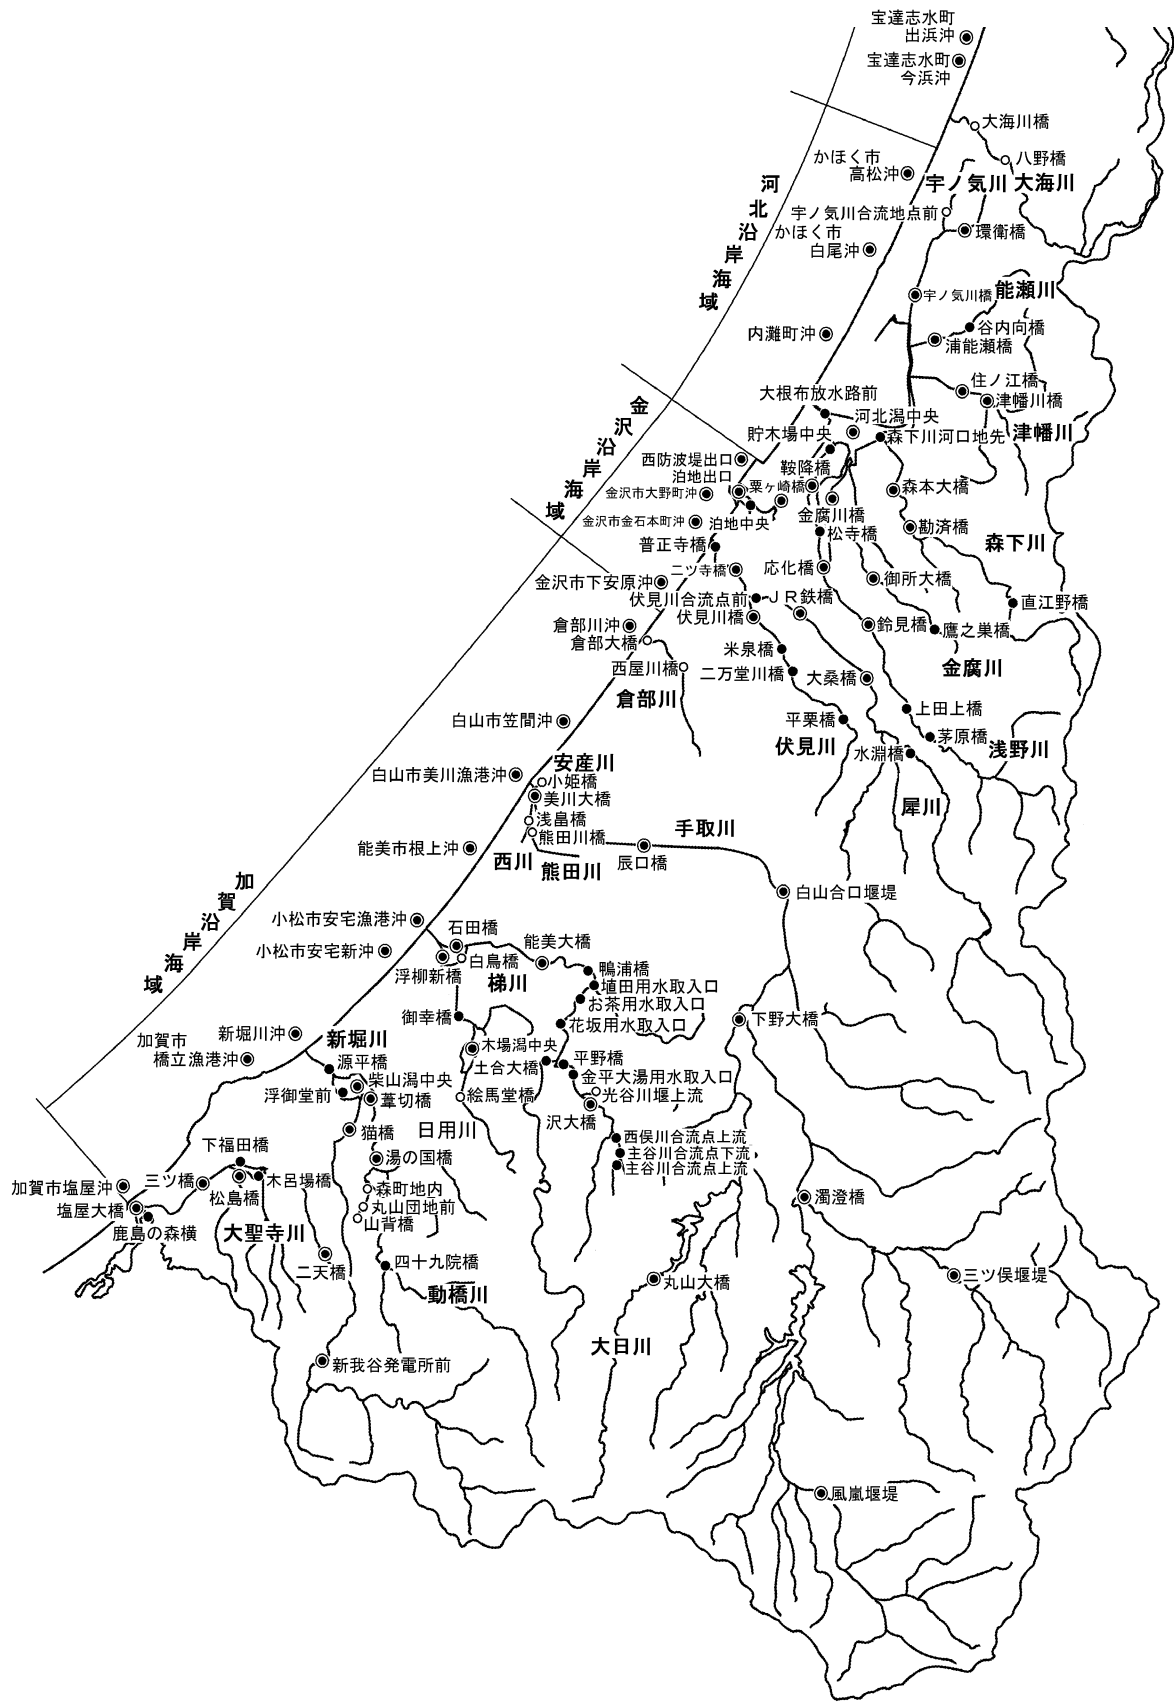 宝達志水町
出浜沖
宝達志水町
今浜沖
大海川橋
八野橋
かほく市
高松沖
宇ノ気川
大海川
宇ノ気川合流地点前
かほく市
白尾沖
環衛橋
河北沿岸海域
宇ノ気川橋
能瀬川
内灘町沖
谷内向橋
浦能瀬橋
住ノ江橋
津幡川橋
大根布放水路前
河北潟中央
貯木場中央
森下川河口地先
津幡川
金沢沿岸海域
西防波堤出口
泊地出口
鞍降橋
粟ヶ崎橋
金沢市大野町沖
森本大橋
金腐川橋
金沢市金石本町沖
泊地中央
松寺橋
勘済橋
森下川
普正寺橋
二ツ寺橋
応化橋
御所大橋
金沢市下安原沖
伏見川合流点前
ＪＲ鉄橋
直江野橋
伏見川橋
倉部川沖
倉部大橋
鈴見橋
鷹之巣橋
米泉橋
西屋川橋
二万堂川橋
大桑橋
金腐川
倉部川
上田上橋
白山市笠間沖
平栗橋
茅原橋
伏見川
水淵橋
浅野川
安産川
白山市美川漁港沖
小姫橋
美川大橋
犀川
浅畠橋
熊田川橋
手取川
能美市根上沖
西川
熊田川
辰口橋
白山合口堰堤
加賀沿岸海域
小松市安宅漁港沖
石田橋
能美大橋
小松市安宅新沖
白鳥橋
浮柳新橋
鴨浦橋
梯川
埴田用水取入口
お茶用水取入口
御幸橋
花坂用水取入口
下野大橋
新堀川沖
加賀市
橋立漁港沖
新堀川
木場潟中央
源平橋
土合大橋
平野橋
柴山潟中央
金平大湯用水取入口
浮御堂前
葦切橋
絵馬堂橋
光谷川堰上流
沢大橋
猫橋
日用川
西俣川合流点上流
下福田橋
主谷川合流点下流
湯の国橋
主谷川合流点上流
三ツ橋
木呂場橋
加賀市塩屋沖
松島橋
森町地内
塩屋大橋
丸山団地前
濁澄橋
山背橋
鹿島の森横
大聖寺川
四十九院橋
二天橋
三ツ俣堰堤
丸山大橋
動橋川
大日川
新我谷発電所前
風嵐堰堤